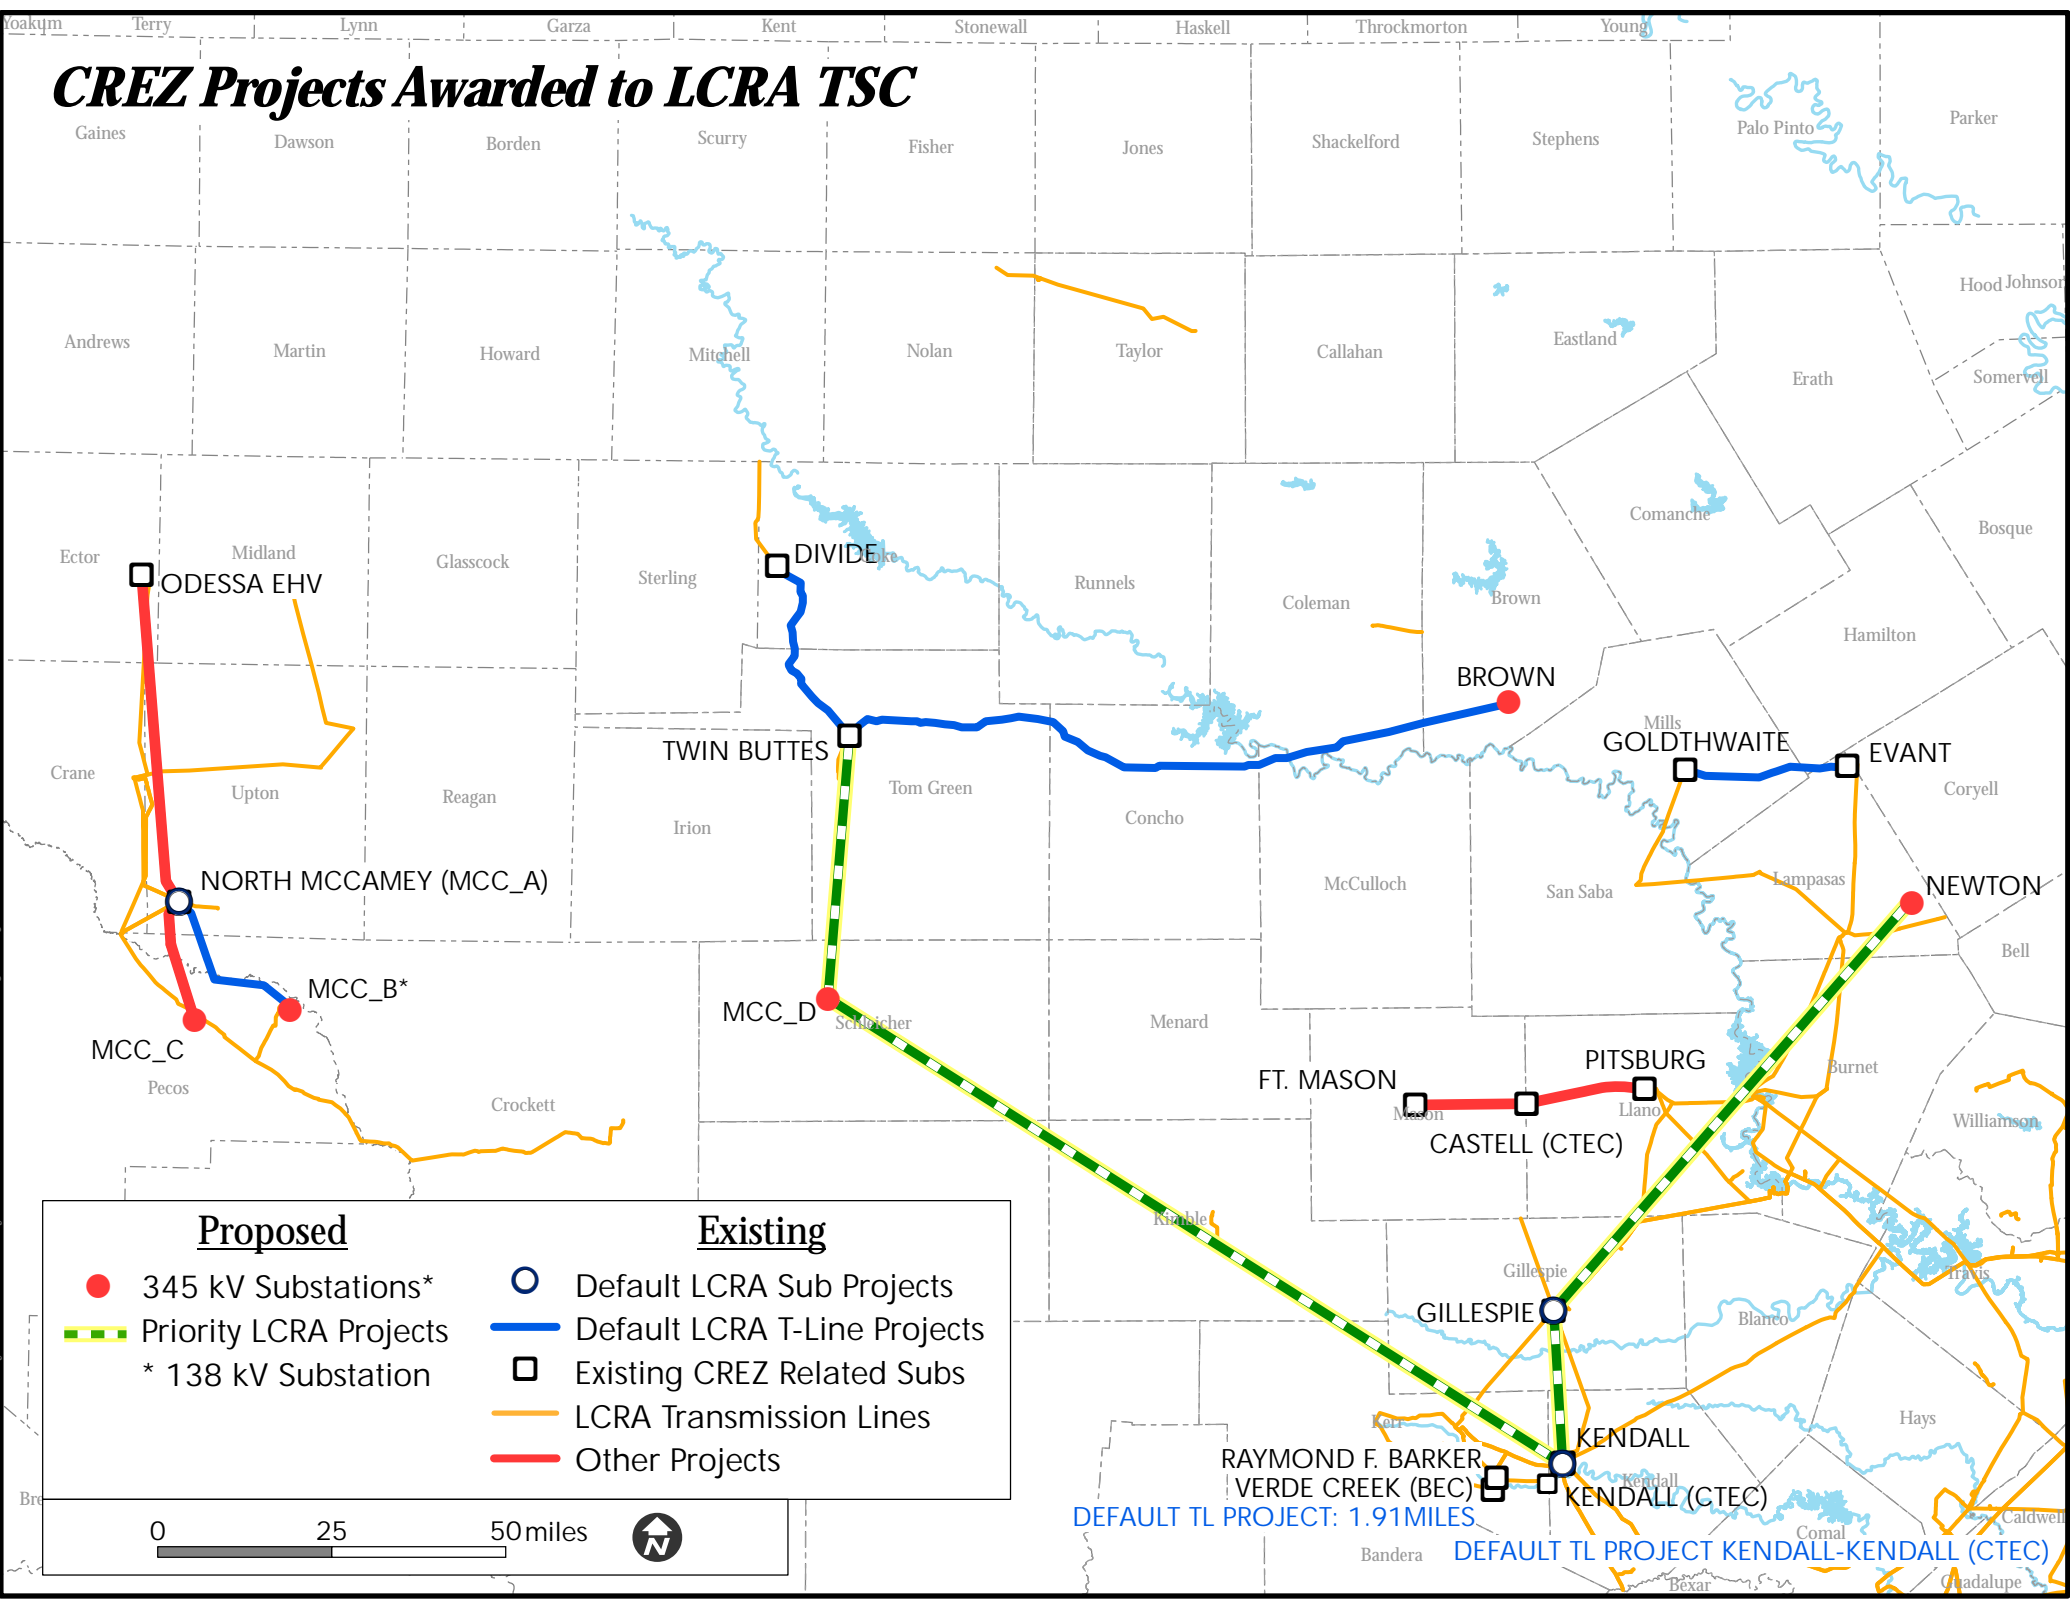 Yoakum Terry Lynn Garza Kent Stonewall Haskell Throckmorton Young
CREZ Projects Awarded to LCRA TSC
Gaines Dawson Borden Scurry Fisher Jones Shackelford Stephens Palo Pinto Parker
Hood Johnson
Andrews Martin Howard Mitchell Nolan Taylor Callahan Eastland Erath Somervell
Comanche Bosque
Ector Midland Glasscock Sterling Coke Runnels Coleman Brown Hamilton
DIVIDE
ODESSA EHV
BROWN
Mills
TWIN BUTTES
GOLDTHWAITE
EVANT
Crane Upton Reagan Irion Tom Green Concho McCulloch San Saba Lampasas Coryell
NORTH MCCAMEY (MCC_A)
NEWTON
Bell
MCC_B*
MCC_D
Schleicher Menard
MCC_C
FT. MASON
PITSBURG
Burnet
Pecos Crockett Mason Llano Williamson
CASTELL (CTEC)
Kimble Gillespie Travis
GILLESPIE
Blanco
Proposed
345 kV Substations*
Priority LCRA Projects
* 138 kV Substation
Existing
Default LCRA Sub Projects
Default LCRA T-Line Projects
Existing CREZ Related Subs
LCRA Transmission Lines
Other Projects
Kerr Hays
KENDALL
RAYMOND F. BARKER
Kendall
VERDE CREEK (BEC)
KENDALL (CTEC)
DEFAULT TL PROJECT: 1.91MILES
Caldwell
Comal
Bre
0 25 50 miles
N
Bandera
DEFAULT TL PROJECT KENDALL-KENDALL (CTEC)
Bexar Guadalupe